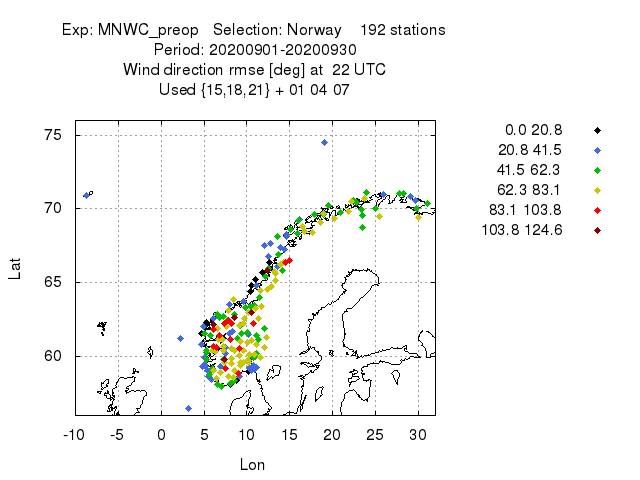 Exp: MNWC_preop   Selection: Norway    192 stations
Period: 20200901-20200930
Wind direction rmse [deg] at  22 UTC
Used {15,18,21} + 01 04 07
0.0 20.8
20.8 41.5
41.5 62.3
62.3 83.1
83.1 103.8
103.8 124.6
75
70
65
60
Lat
-10 -5 0 5 10 15 20 25 30
Lon